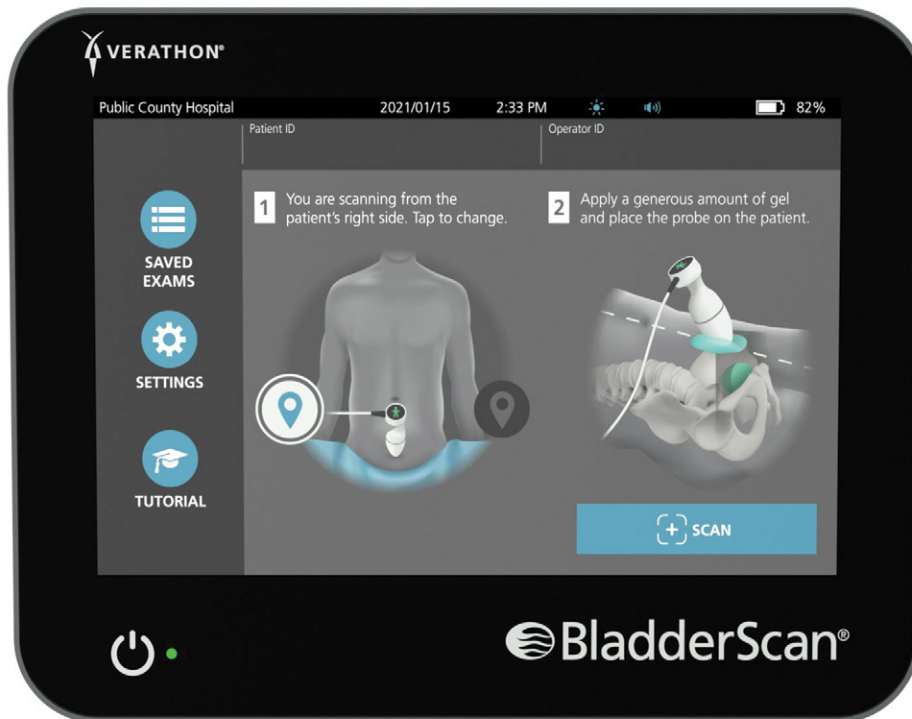 VERATHON®
Public County Hospital 2021/01/15 2:33 PM 82%
Patient ID
Operator ID
SAVED
EXAMS
SETTINGS
TUTORIAL
1
You are scanning from the
patient's right side. Tap to change.
2
Apply a generous amount of gel
and place the probe on the patient.
SCAN
BladderScan®